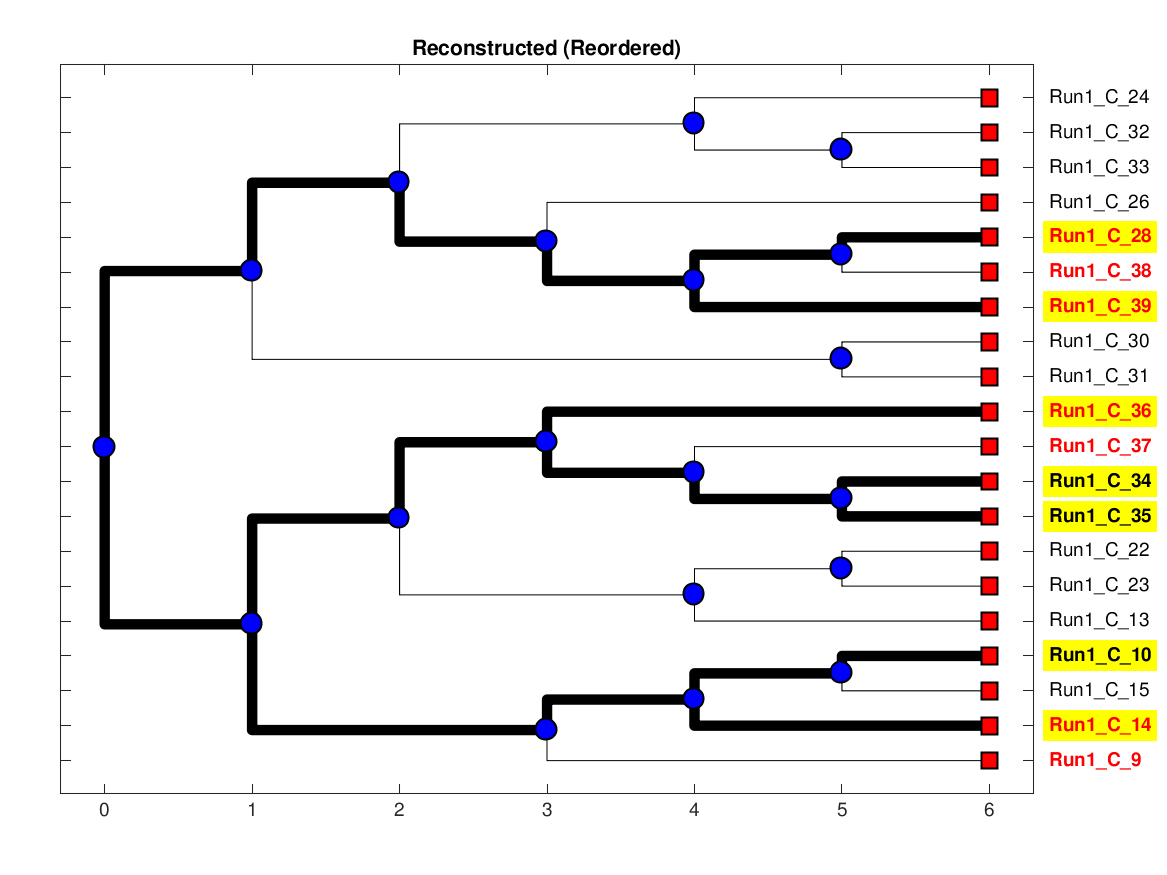 Reconstructed (Reordered)
Run1_C_24
Run1_C_32
Run1_C_33
Run1_C_26
Run1_C_28
Run1_C_38
Run1_C_39
Run1_C_30
Run1_C_31
Run1_C_36
Run1_C_37
Run1_C_34
Run1_C_35
Run1_C_22
Run1_C_23
Run1_C_13
Run1_C_10
Run1_C_15
Run1_C_14
Run1_C_9
0 1 2 3 4 5 6